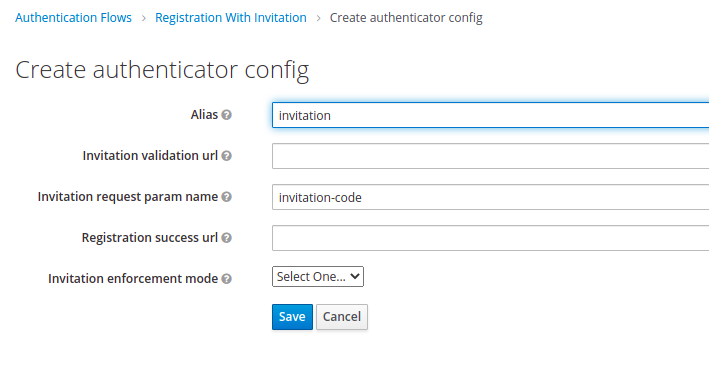 Authentication Flows > Registration With Invitation > Create authenticator config
Create authenticator config
Alias ?
invitation
Invitation validation url ?
Invitation request param name ?
invitation-code
Registration success url ?
Invitation enforcement mode ?
Select One...
Save Cancel